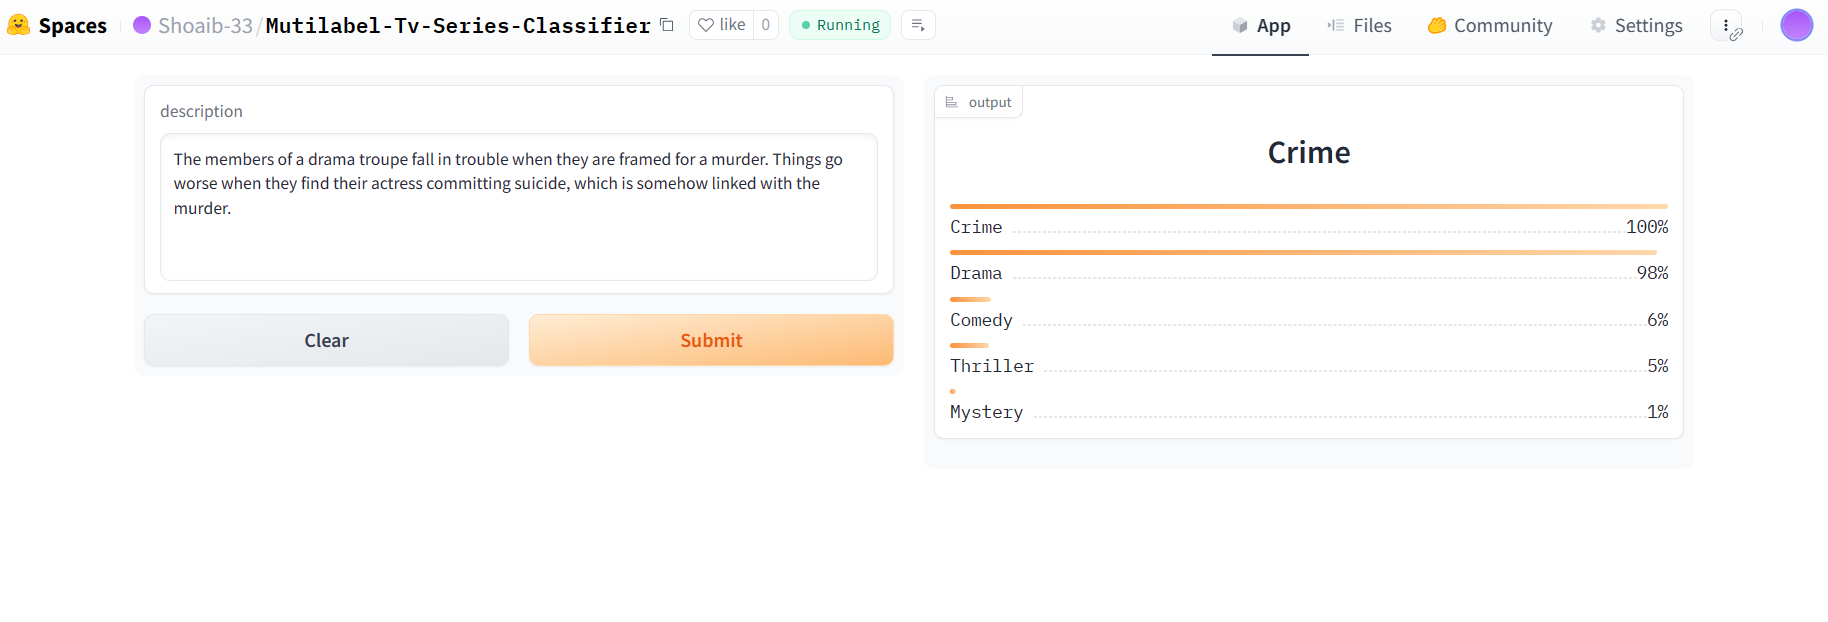 Spaces
Shoaib-33/Mutilabel-Tv-Series-Classifier
like 0
Running
App
Files
Community
Settings
description
The members of a drama troupe fall in trouble when they are framed for a murder. Things go
worse when they find their actress committing suicide, which is somehow linked with the
murder.
Clear
Submit
output
Crime
Crime 100%
Drama 98%
Comedy 6%
Thriller 5%
Mystery 1%